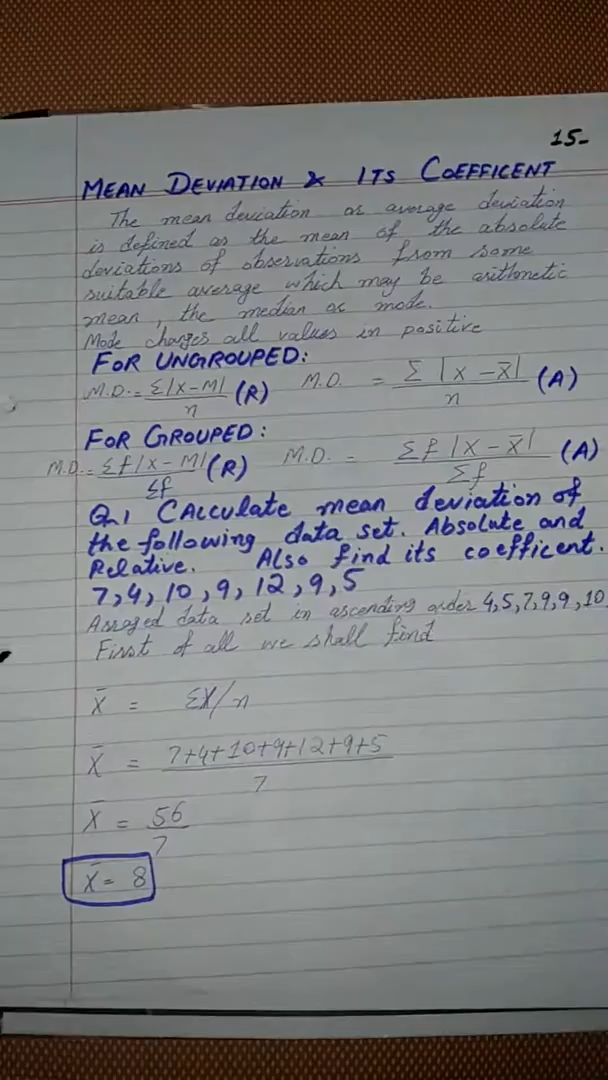 15-
MEAN DEVIATION & ITS COEFFICENT
The mean deviation or average deviation
is defined as the mean of the absolute
deviations of observations from some
suitable average which may be arithmetic
mean, the median or mode.
Mode changes all values in positive
FOR UNGROUPED:
M.D. = Σ|X-M|/n (R) M.D. = Σ|X-X̄|/n (A)
FOR GROUPED:
M.D. = Σf|X-M|/Σf (R) M.D. = Σf|X-X̄|/Σf (A)
Q.1 CALculate mean deviation of
the following data set. Absolute and
Relative. Also find its coefficent.
7,4,10,9,12,9,5
Arraged data set in ascending order 4,5,7,9,9,10,
First of all we shall find
X̄ = ΣX/n
X̄ = 7+4+10+9+12+9+5/7
X̄ = 56/7
X̄ = 8